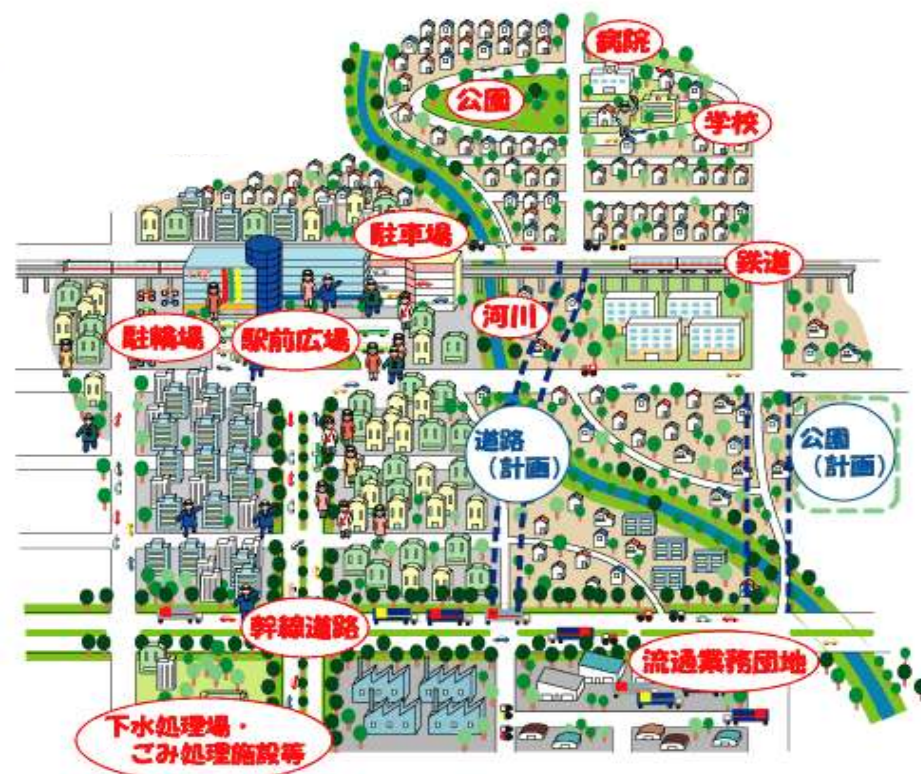 病院
公園
学校
駐車場
鉄道
河川
駐輪場
駅前広場
道路
(計画)
公園
(計画)
幹線道路
流通業務団地
下水処理場・
ごみ処理施設等